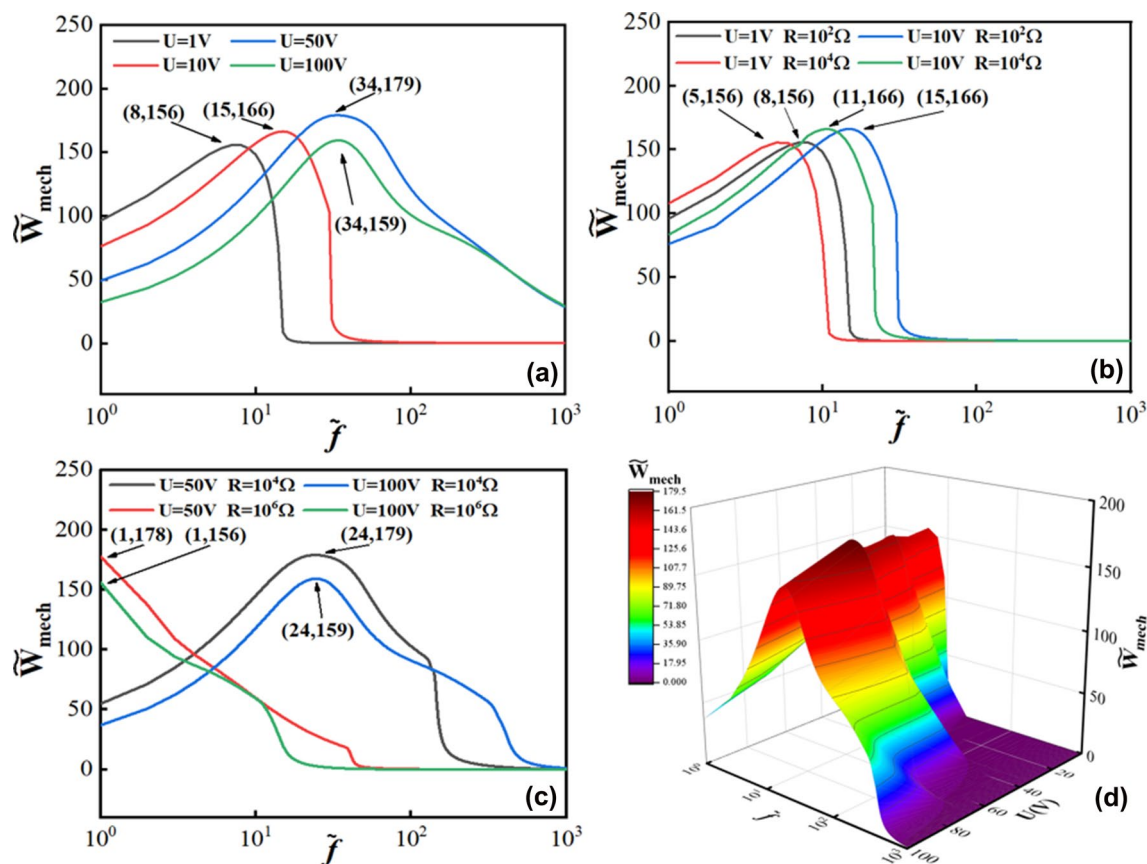 250
200
150
100
50
0
W̃mech
U=1V U=50V
U=10V U=100V
(8,156) (15,166) (34,179)
(34,159)
10⁰ 10¹ 10² 10³
f̃
(a)
250
200
150
100
50
0
W̃mech
U=1V R=10²Ω U=10V R=10²Ω
U=1V R=10⁴Ω U=10V R=10⁴Ω
(5,156) (8,156) (11,166) (15,166)
10⁰ 10¹ 10² 10³
f̃
(b)
250
200
150
100
50
0
W̃mech
U=50V R=10⁴Ω U=100V R=10⁴Ω
U=50V R=10⁶Ω U=100V R=10⁶Ω
(1,178) (1,156) (24,179)
(24,159)
10⁰ 10¹ 10² 10³
f̃
(c)
W̃mech
179.5
161.5
143.6
125.6
107.7
89.75
71.80
53.85
35.90
17.95
0.000
200
150
100
50
0
W̃mech
10⁰ 10¹ 10² 10³
f̃
20
40
60
80
100
U(V)
(d)